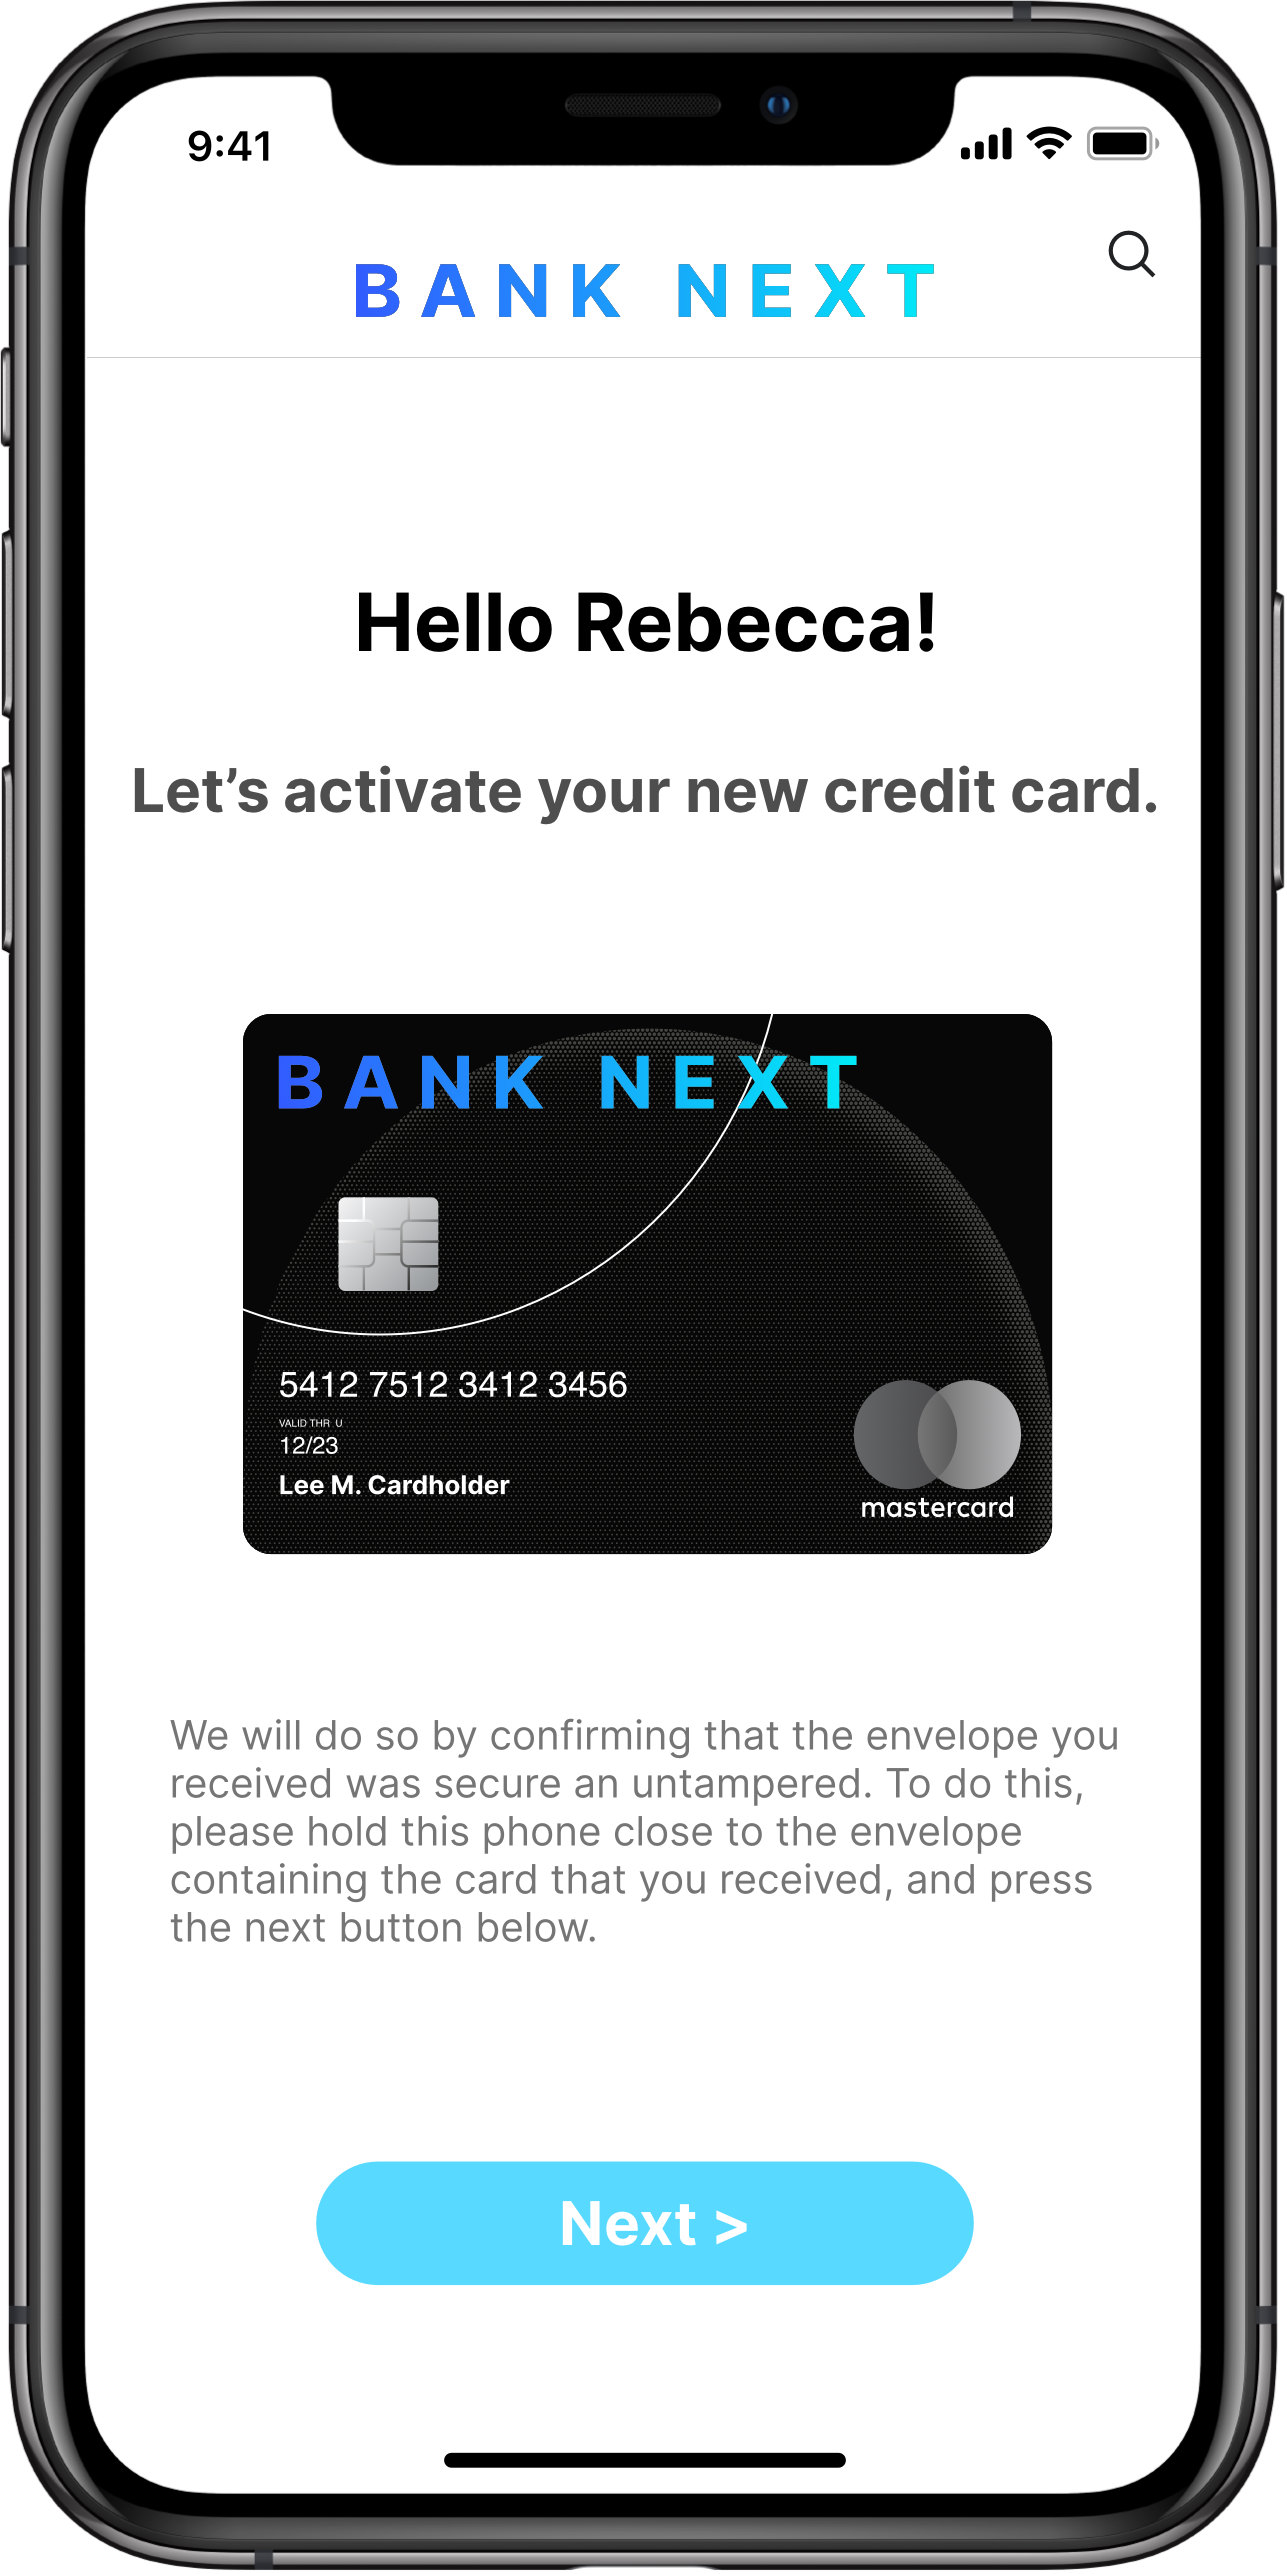 9:41
BANK NEXT
Hello Rebecca!
Let’s activate your new credit card.
BANK NEXT
5412 7512 3412 3456
VALID THR U
12/23
Lee M. Cardholder
mastercard
We will do so by confirming that the envelope you
received was secure an untampered. To do this,
please hold this phone close to the envelope
containing the card that you received, and press
the next button below.
Next >